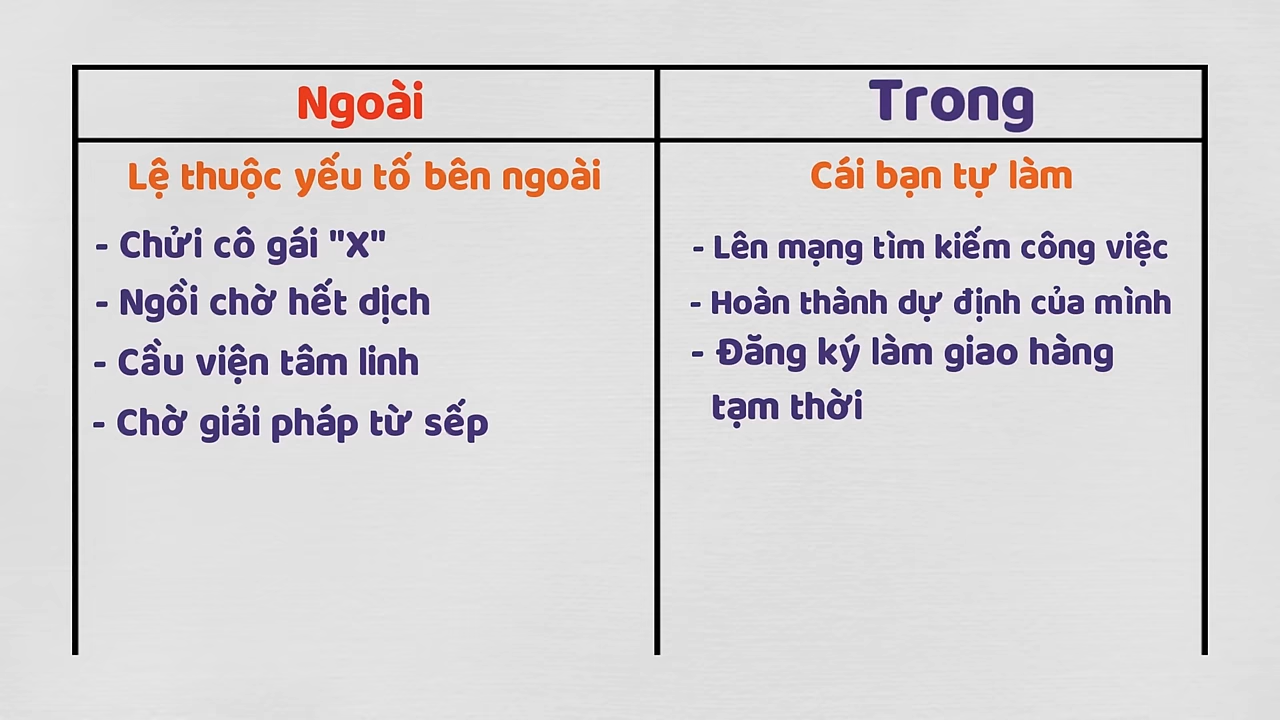 Ngoài
Trong
Lệ thuộc yếu tố bên ngoài
- Chửi cô gái "X"
- Ngồi chờ hết dịch
- Cầu viện tâm linh
- Chờ giải pháp từ sếp
Cái bạn tự làm
- Lên mạng tìm kiếm công việc
- Hoàn thành dự định của mình
- Đăng ký làm giao hàng
tạm thời